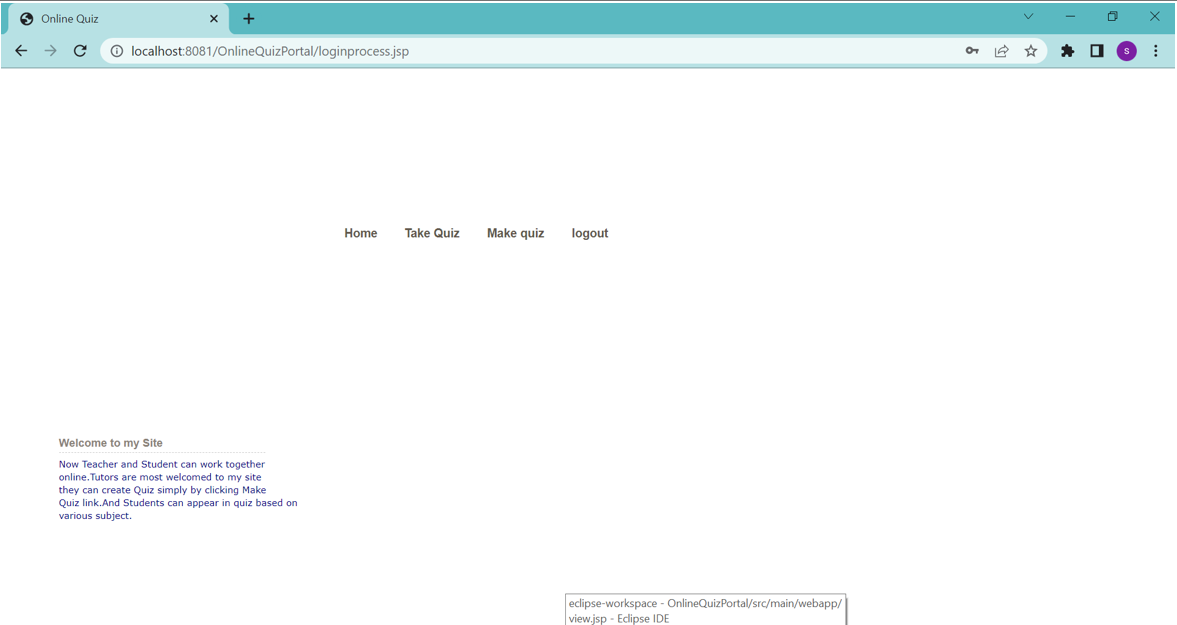 Online Quiz
localhost:8081/OnlineQuizPortal/loginprocess.jsp
S
Home Take Quiz Make quiz logout
Welcome to my Site
Now Teacher and Student can work together
online.Tutors are most welcomed to my site
they can create Quiz simply by clicking Make
Quiz link.And Students can appear in quiz based on
various subject.
eclipse-workspace - OnlineQuizPortal/src/main/webapp/
view.jsp - Eclipse IDE